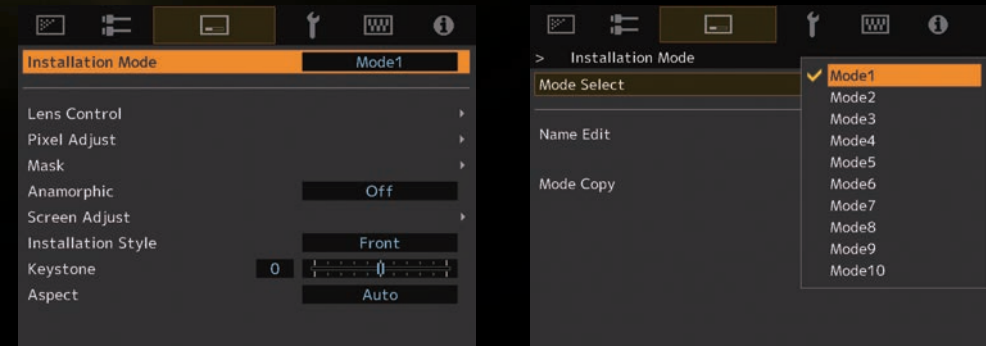 Installation Mode Mode1
Lens Control
Pixel Adjust
Mask
Anamorphic Off
Screen Adjust
Installation Style Front
Keystone 0
Aspect Auto
> Installation Mode
Mode Select
Name Edit
Mode Copy
Mode1
Mode2
Mode3
Mode4
Mode5
Mode6
Mode7
Mode8
Mode9
Mode10